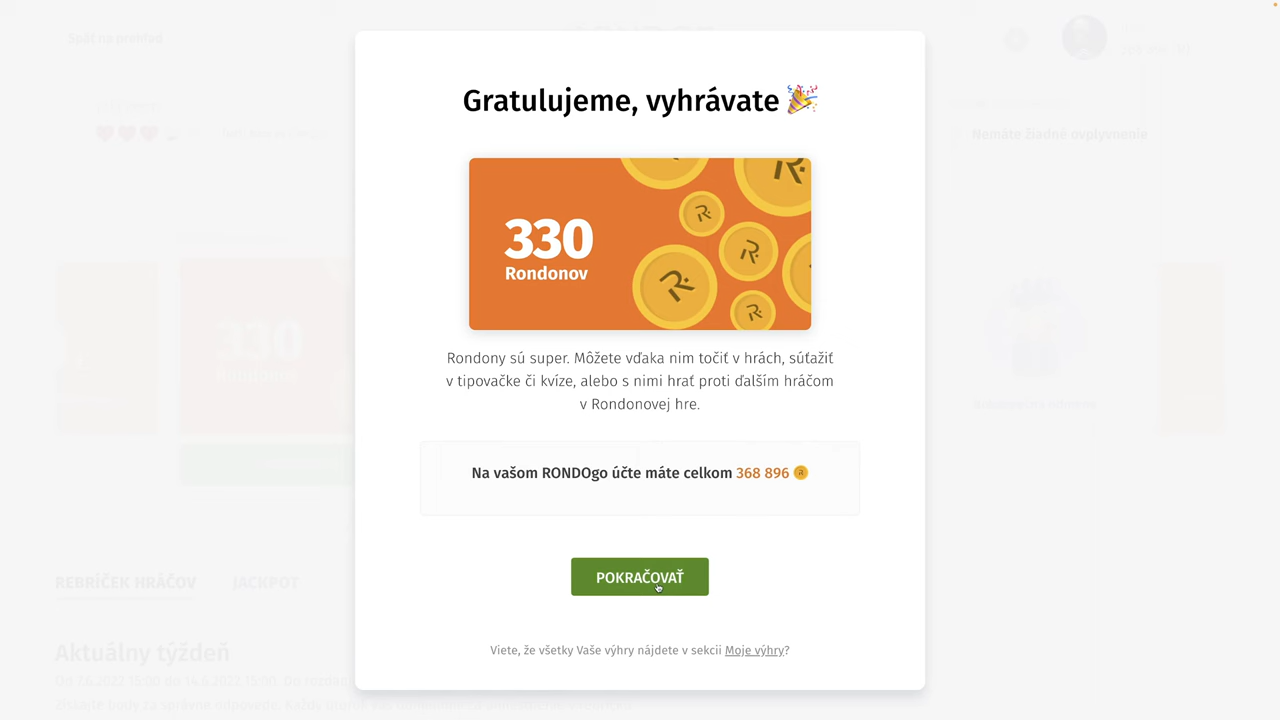 Späť na prehľad
Gratulujeme, vyhrávate
330
Rondonov
Rondony sú super. Môžete vďaka nim točiť v hrách, súťažiť
v tipovačke či kvíze, alebo s nimi hrať proti ďalším hráčom
v Rondonovej hre.
Na vašom RONDOgo účte máte celkom 368 896
POKRAČOVAŤ
Viete, že všetky Vaše výhry nájdete v sekcii Moje výhry?
Nemáte žiadne ovplyvnenie
330
Rondonov
REBRÍČEK HRÁČOV
JACKPOT
Aktuálny týždeň